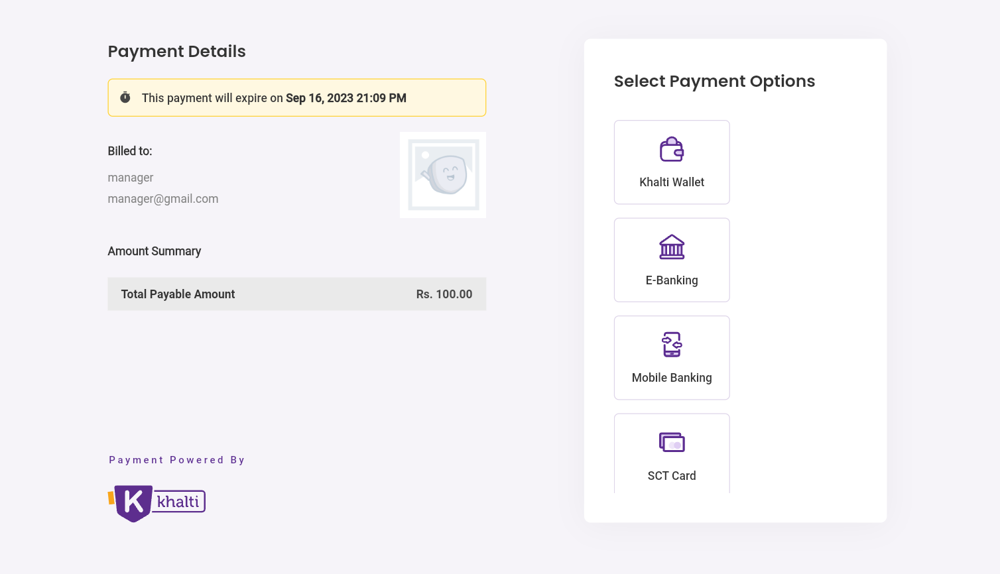 Payment Details
This payment will expire on Sep 16, 2023 21:09 PM
Billed to:
manager
manager@gmail.com
Amount Summary
Total Payable Amount Rs. 100.00
Payment Powered By
K khalti
Select Payment Options
Khalti Wallet
E-Banking
Mobile Banking
SCT Card